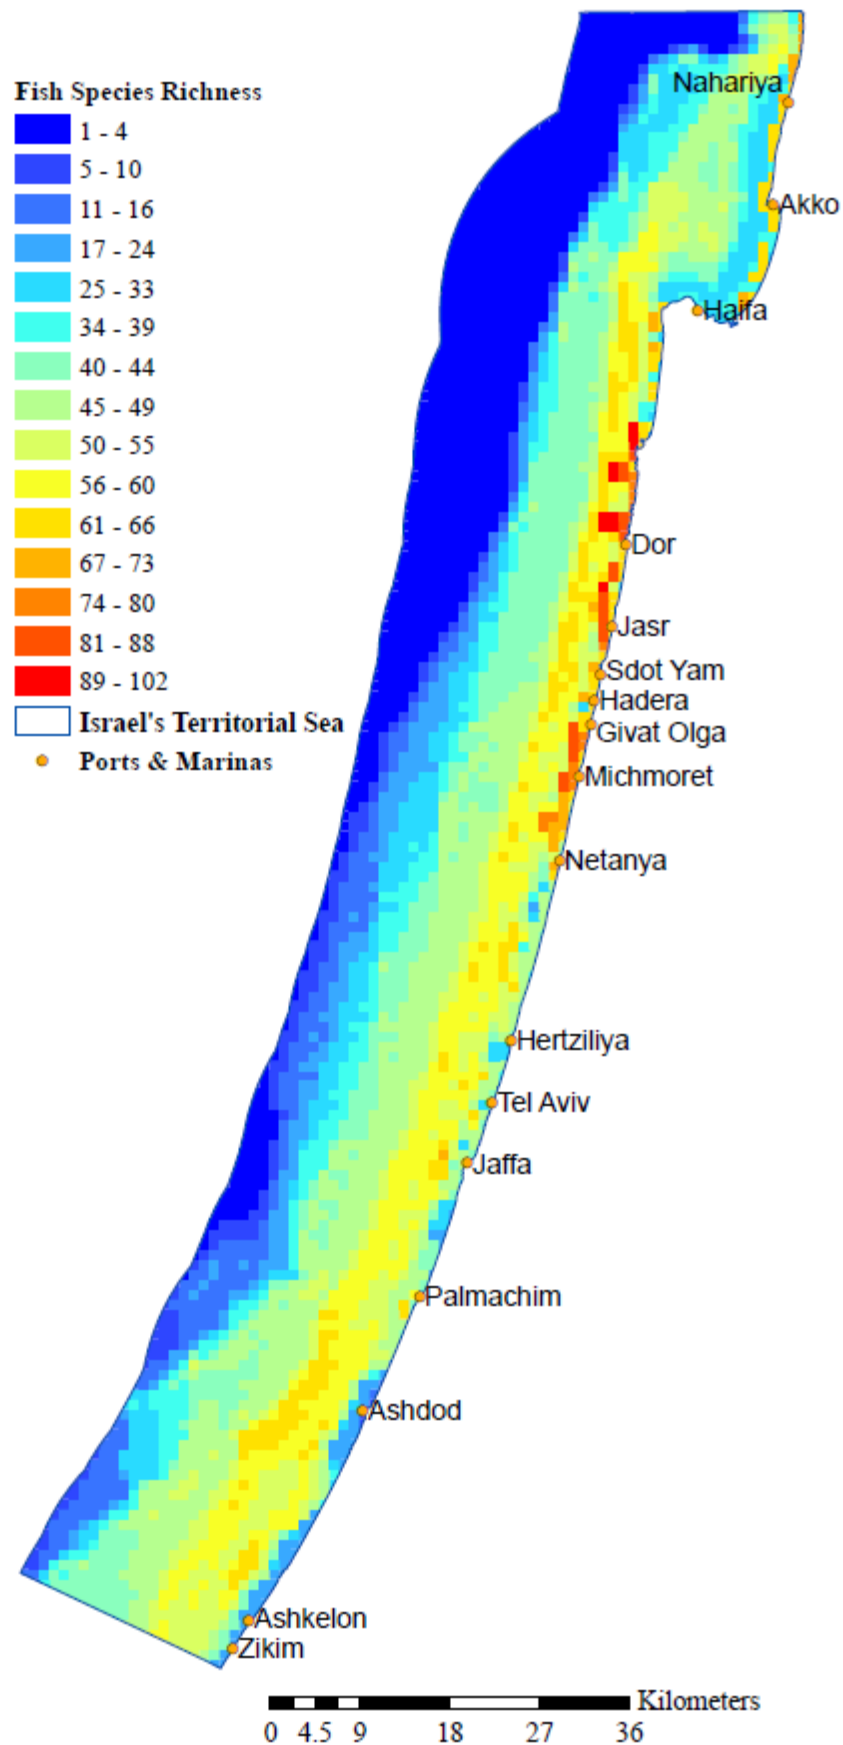 Fish Species Richness
1 - 4
5 - 10
11 - 16
17 - 24
25 - 33
34 - 39
40 - 44
45 - 49
50 - 55
56 - 60
61 - 66
67 - 73
74 - 80
81 - 88
89 - 102
Israel's Territorial Sea
Ports & Marinas
Nahariya
Akko
Haifa
Dor
Jasr
Sdot Yam
Hadera
Givat Olga
Michmoret
Netanya
Hertziliya
Tel Aviv
Jaffa
Palmachim
Ashdod
Ashkelon
Zikim
Kilometers
0 4.5 9 18 27 36